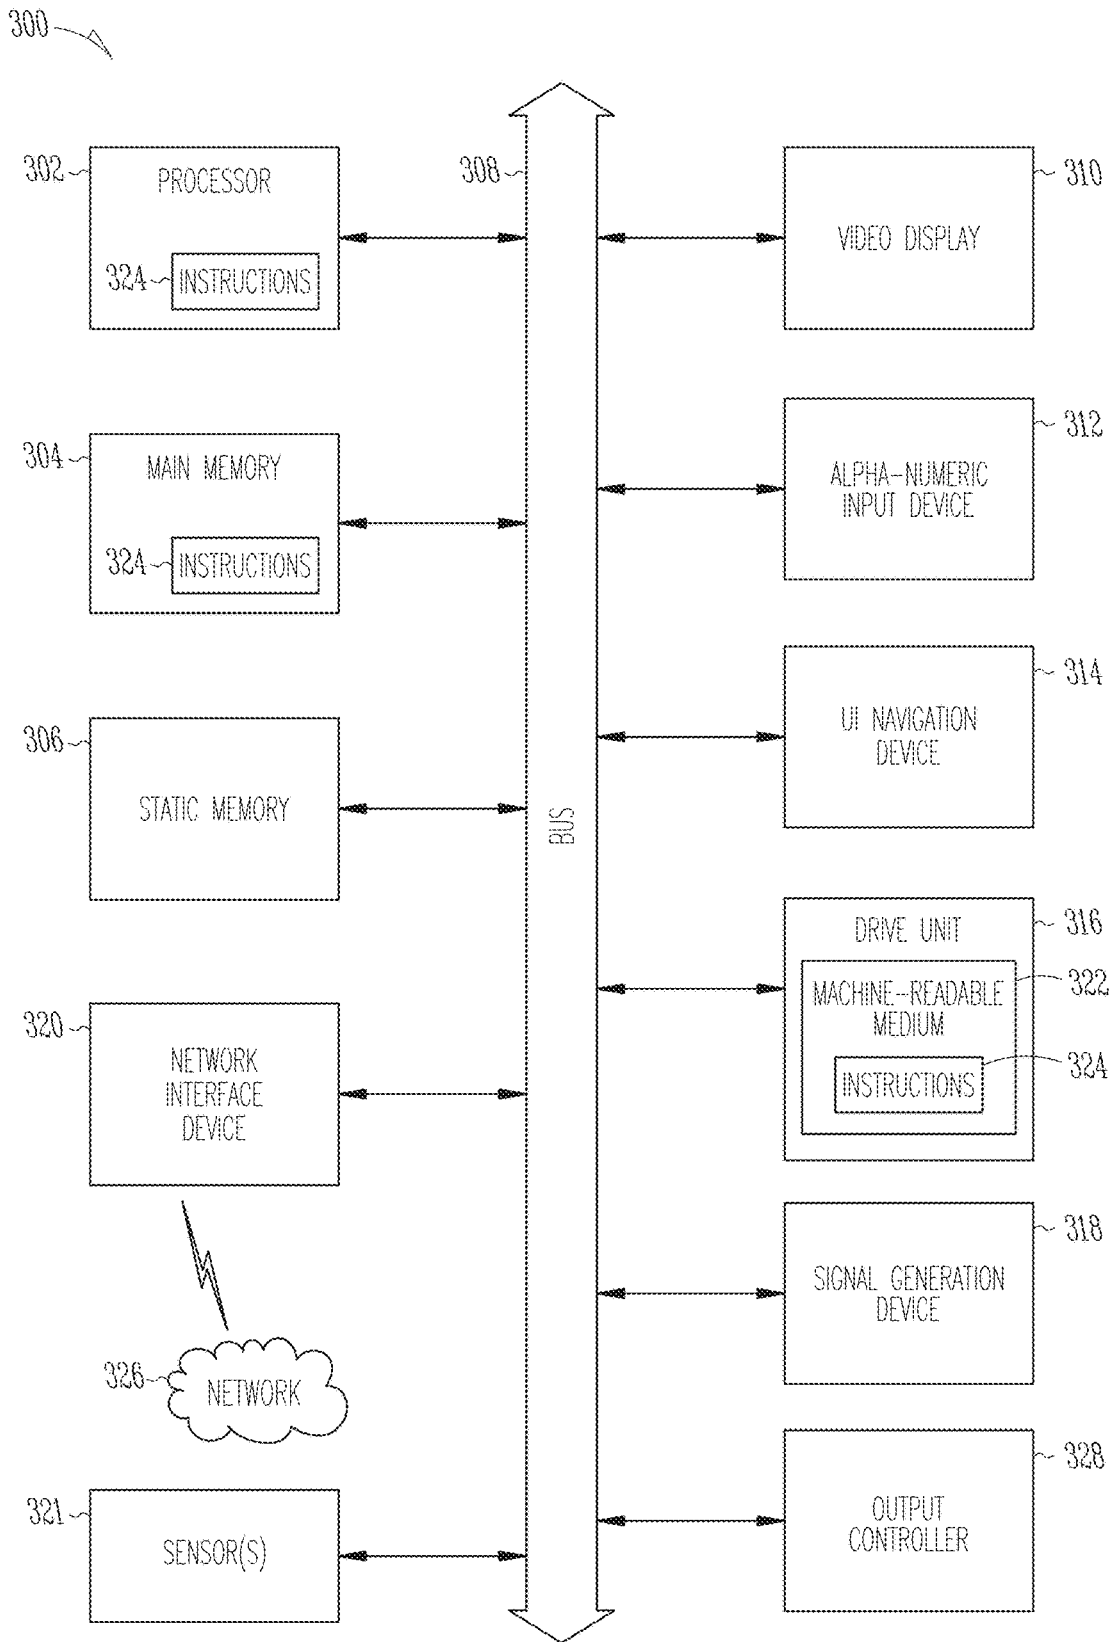 300
302
PROCESSOR
324
INSTRUCTIONS
304
MAIN MEMORY
324
INSTRUCTIONS
306
STATIC MEMORY
320
NETWORK
INTERFACE
DEVICE
326
NETWORK
321
SENSOR(S)
308
BUS
310
VIDEO DISPLAY
312
ALPHA-NUMERIC
INPUT DEVICE
314
UI NAVIGATION
DEVICE
316
DRIVE UNIT
322
MACHINE-READABLE
MEDIUM
324
INSTRUCTIONS
318
SIGNAL GENERATION
DEVICE
328
OUTPUT
CONTROLLER